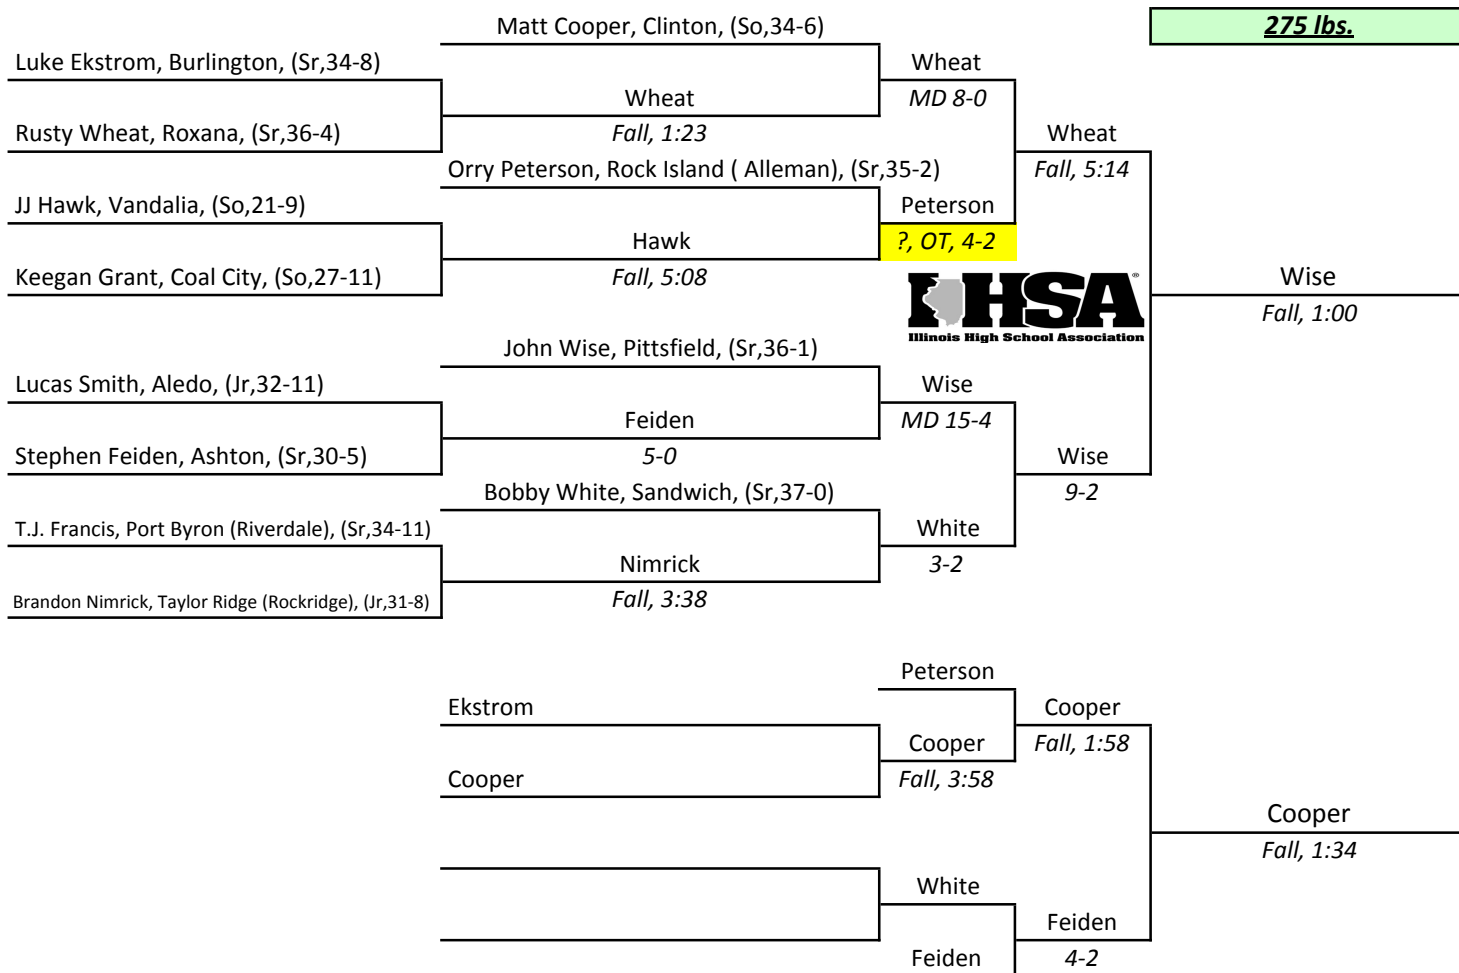 Matt Cooper, Clinton, (So,34-6)
275 lbs.
Luke Ekstrom, Burlington, (Sr,34-8)
Wheat
Wheat
MD 8-0
Rusty Wheat, Roxana, (Sr,36-4)
Fall, 1:23
Wheat
Orry Peterson, Rock Island ( Alleman), (Sr,35-2)
Fall, 5:14
JJ Hawk, Vandalia, (So,21-9)
Peterson
Hawk
?, OT, 4-2
Keegan Grant, Coal City, (So,27-11)
Fall, 5:08
IHSA®
Illinois High School Association
Wise
Fall, 1:00
John Wise, Pittsfield, (Sr,36-1)
Lucas Smith, Aledo, (Jr,32-11)
Wise
Feiden
MD 15-4
Stephen Feiden, Ashton, (Sr,30-5)
5-0
Wise
Bobby White, Sandwich, (Sr,37-0)
9-2
T.J. Francis, Port Byron (Riverdale), (Sr,34-11)
White
Nimrick
3-2
Brandon Nimrick, Taylor Ridge (Rockridge), (Jr,31-8)
Fall, 3:38
Peterson
Ekstrom
Cooper
Cooper
Fall, 1:58
Cooper
Fall, 3:58
Cooper
Fall, 1:34
White
Feiden
Feiden
4-2